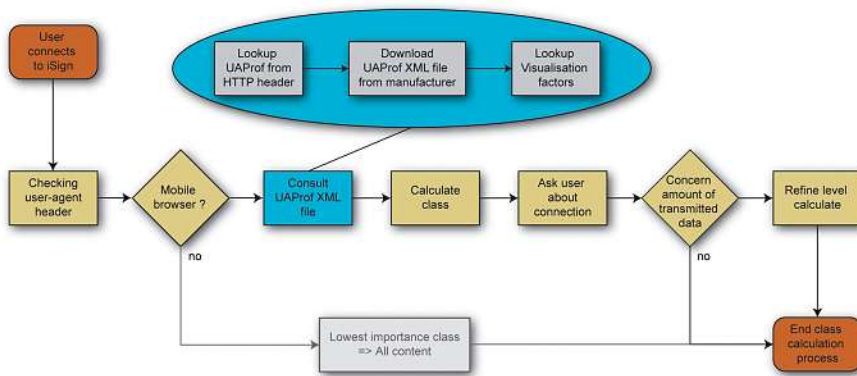 User
connects
to iSign
Lookup
UAProf from
HTTP header
Download
UAProf XML file
from manufacturer
Lookup
Visualisation
factors
Checking
user-agent
header
Mobile
browser ?
Consult
UAProf XML
file
Calculate
class
Ask user
about
connection
Concern
amount of
transmitted
data
Refine level
calculate
no
no
Lowest importance class
=> All content
End class
calculation
process